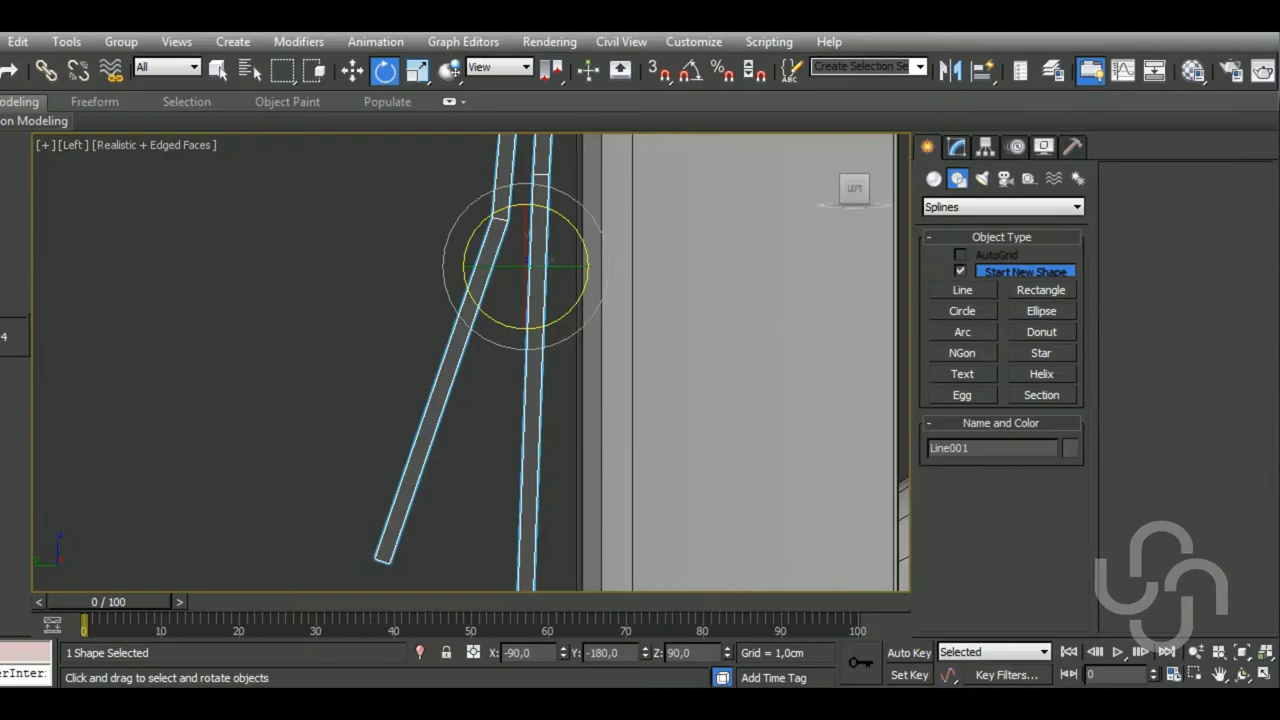 Edit Tools Group Views Create Modifiers Animation Graph Editors Rendering Civil View Customize Scripting Help
All View 3 Create Selection Se
odeling Freeform Selection Object Paint Populate
on Modeling
[+] [Left] [Realistic + Edged Faces ]
LEFT
Splines
- Object Type
AutoGrid
Start New Shape
Line Rectangle
Circle Ellipse
Arc Donut
NGon Star
Text Helix
Egg Section
- Name and Color
Line001
4
z
y
< 0 / 100 >
0 10 20 30 40 50 60 70 80 90 100
1 Shape Selected X: -90,0 Y: -180,0 Z: 90,0 Grid = 1,0cm Auto Key Selected
erInter Click and drag to select and rotate objects Add Time Tag Set Key Key Filters... 0